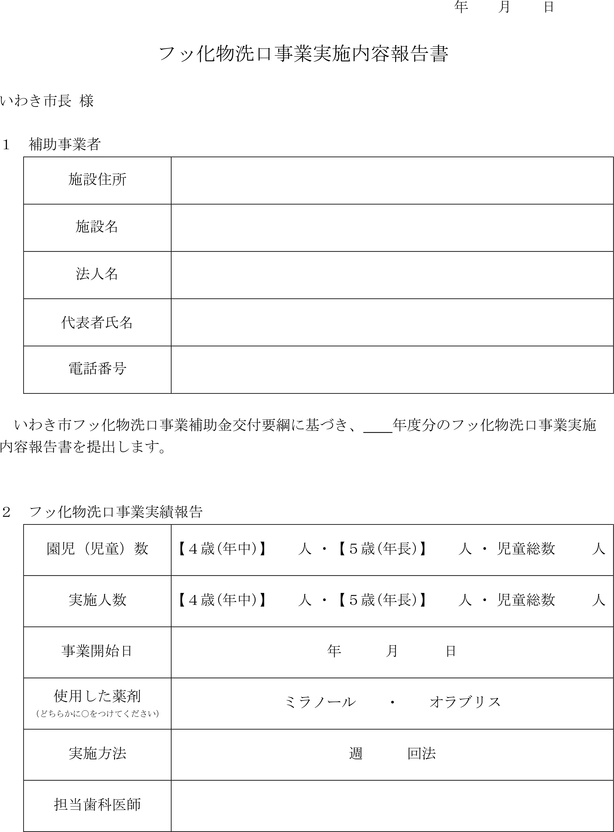 年　　月　　日
フッ化物洗口事業実施内容報告書
いわき市長 様
１　補助事業者
施設住所
施設名
法人名
代表者氏名
電話番号
いわき市フッ化物洗口事業補助金交付要綱に基づき、＿＿年度分のフッ化物洗口事業実施
内容報告書を提出します。
２　フッ化物洗口事業実績報告
園児（児童）数　【４歳(年中)】　　人 ・【５歳(年長)】　　人 ・ 児童総数　　人
実施人数　【４歳(年中)】　　人 ・【５歳(年長)】　　人 ・ 児童総数　　人
事業開始日　年　　月　　日
使用した薬剤　ミラノール　　・　　オラブリス
（どちらかに○をつけてください）
実施方法　週　　回法
担当歯科医師